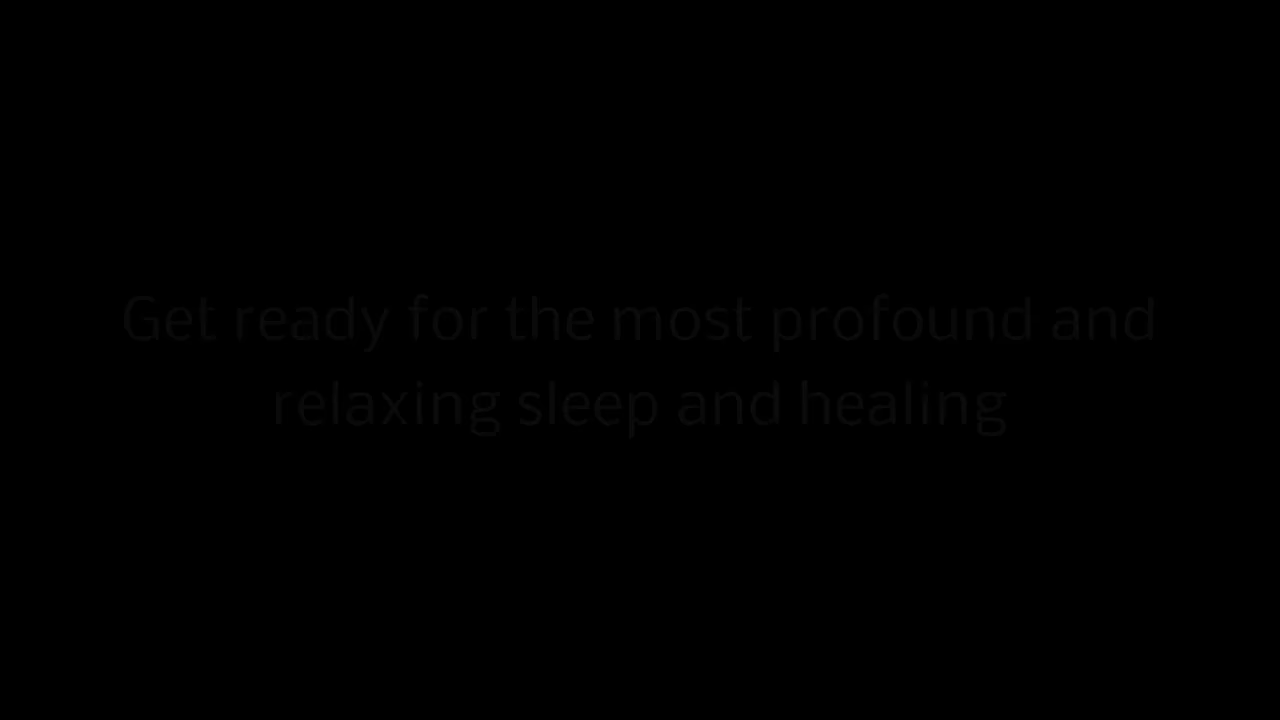 Get ready for the most profound and
relaxing sleep and healing